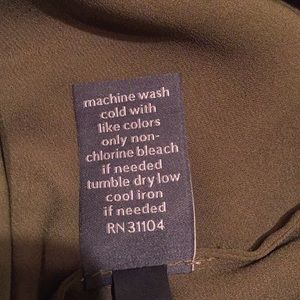 machine wash
cold with
like colors
only non-
chlorine bleach
if needed
tumble dry low
cool iron
if needed
RN 31104